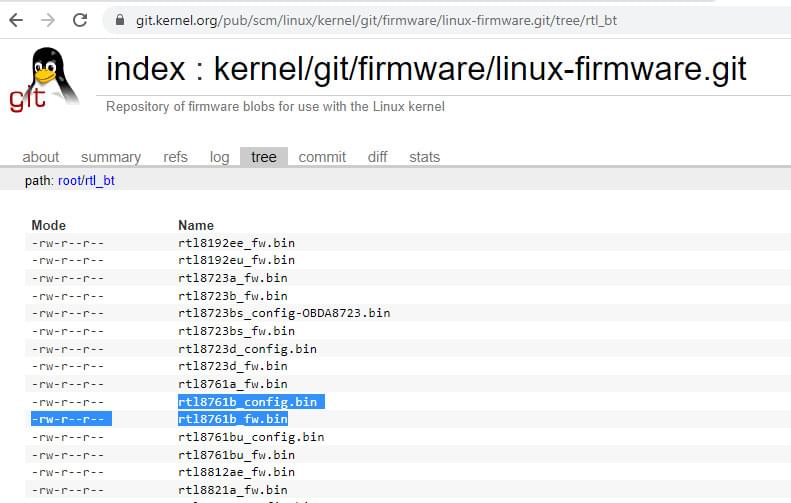 git.kernel.org/pub/scm/linux/kernel/git/firmware/linux-firmware.git/tree/rtl_bt
git
index : kernel/git/firmware/linux-firmware.git
Repository of firmware blobs for use with the Linux kernel
about summary refs log tree commit diff stats
path: root/rtl_bt
Mode Name
-rw-r--r-- rtl8192ee_fw.bin
-rw-r--r-- rtl8192eu_fw.bin
-rw-r--r-- rtl8723a_fw.bin
-rw-r--r-- rtl8723b_fw.bin
-rw-r--r-- rtl8723bs_config-OBDA8723.bin
-rw-r--r-- rtl8723bs_fw.bin
-rw-r--r-- rtl8723d_config.bin
-rw-r--r-- rtl8723d_fw.bin
-rw-r--r-- rtl8761a_fw.bin
-rw-r--r-- rtl8761b_config.bin
-rw-r--r-- rtl8761b_fw.bin
-rw-r--r-- rtl8761bu_config.bin
-rw-r--r-- rtl8761bu_fw.bin
-rw-r--r-- rtl8812ae_fw.bin
-rw-r--r-- rtl8821a_fw.bin